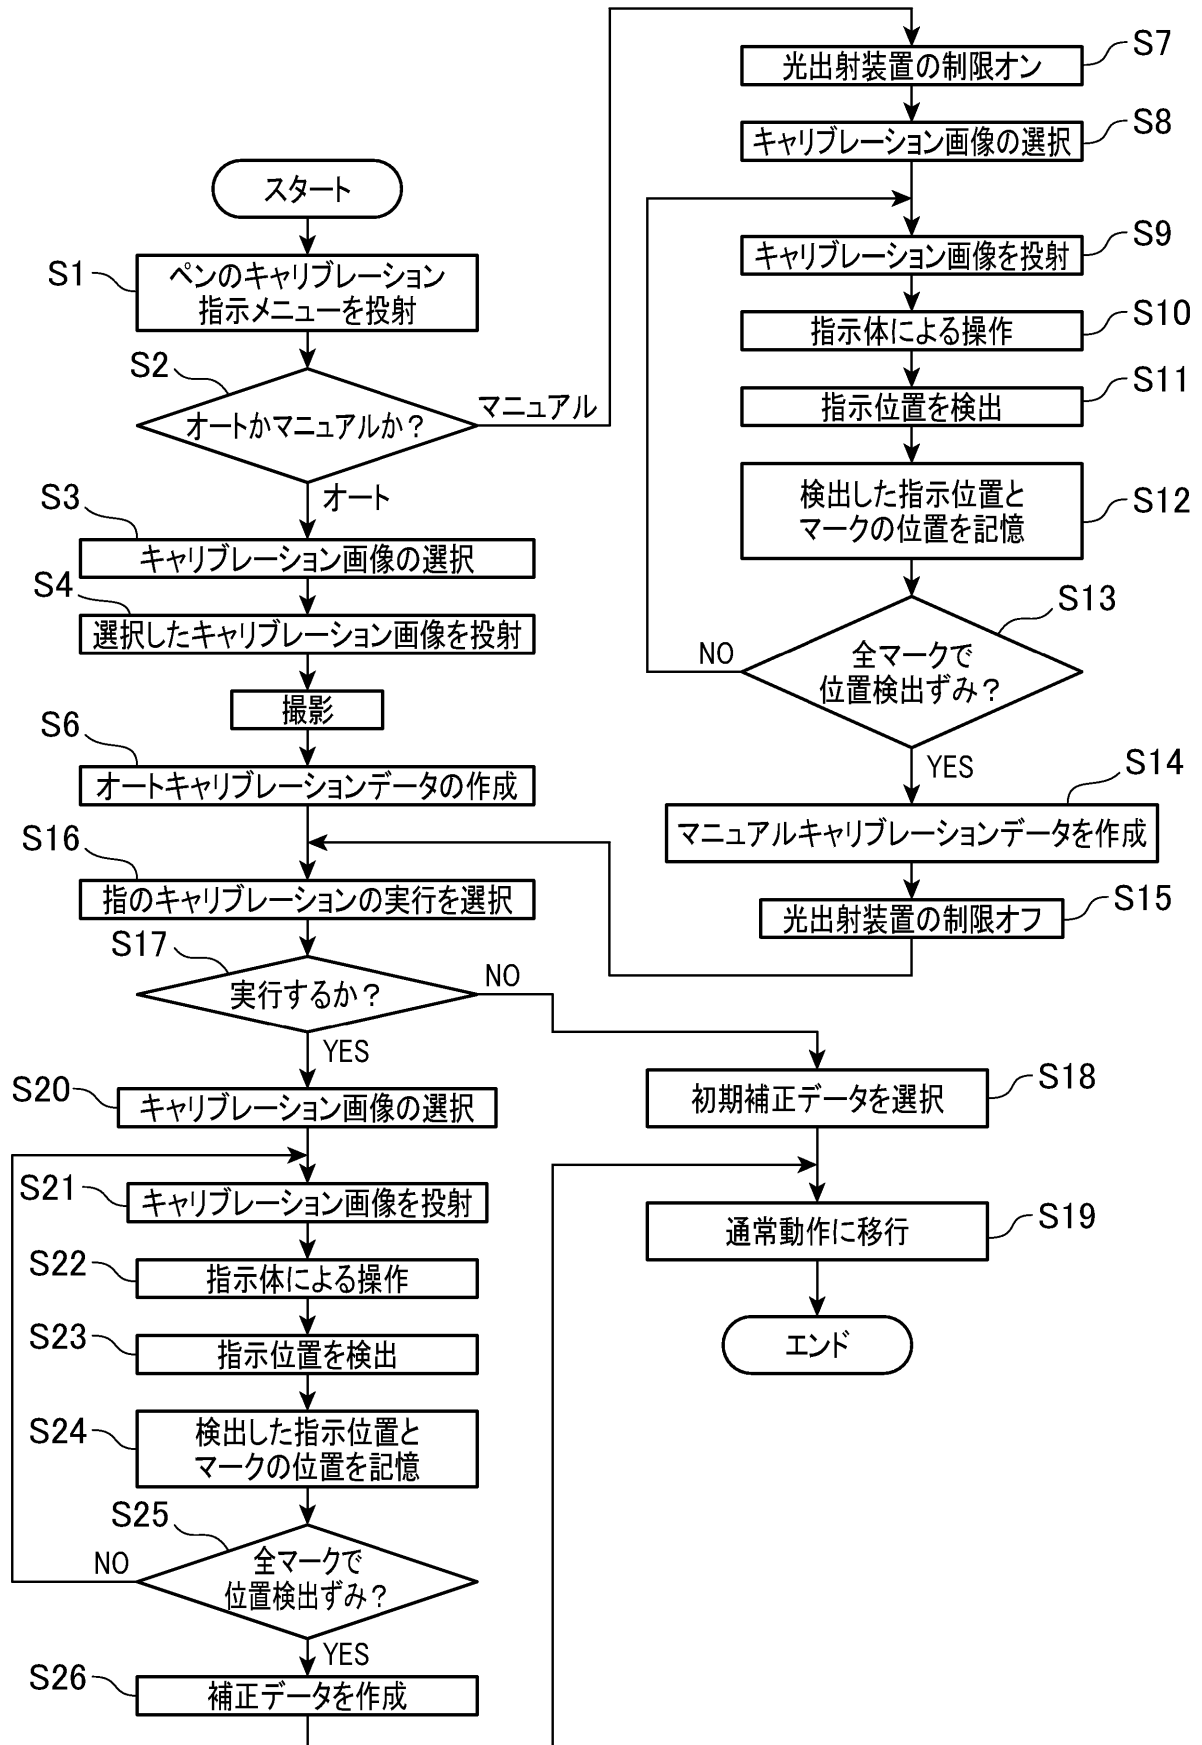 スタート
S1
ペンのキャリブレーション
指示メニューを投射
S2
オートかマニュアルか？
マニュアル
オート
S3
キャリブレーション画像の選択
S4
選択したキャリブレーション画像を投射
撮影
S6
オートキャリブレーションデータの作成
S7
光出射装置の制限オン
S8
キャリブレーション画像の選択
S9
キャリブレーション画像を投射
S10
指示体による操作
S11
指示位置を検出
S12
検出した指示位置と
マークの位置を記憶
S13
全マークで
位置検出ずみ？
NO
YES
S14
マニュアルキャリブレーションデータを作成
S15
光出射装置の制限オフ
S16
指のキャリブレーションの実行を選択
S17
実行するか？
NO
YES
S18
初期補正データを選択
S19
通常動作に移行
エンド
S20
キャリブレーション画像の選択
S21
キャリブレーション画像を投射
S22
指示体による操作
S23
指示位置を検出
S24
検出した指示位置と
マークの位置を記憶
S25
全マークで
位置検出ずみ？
NO
YES
S26
補正データを作成